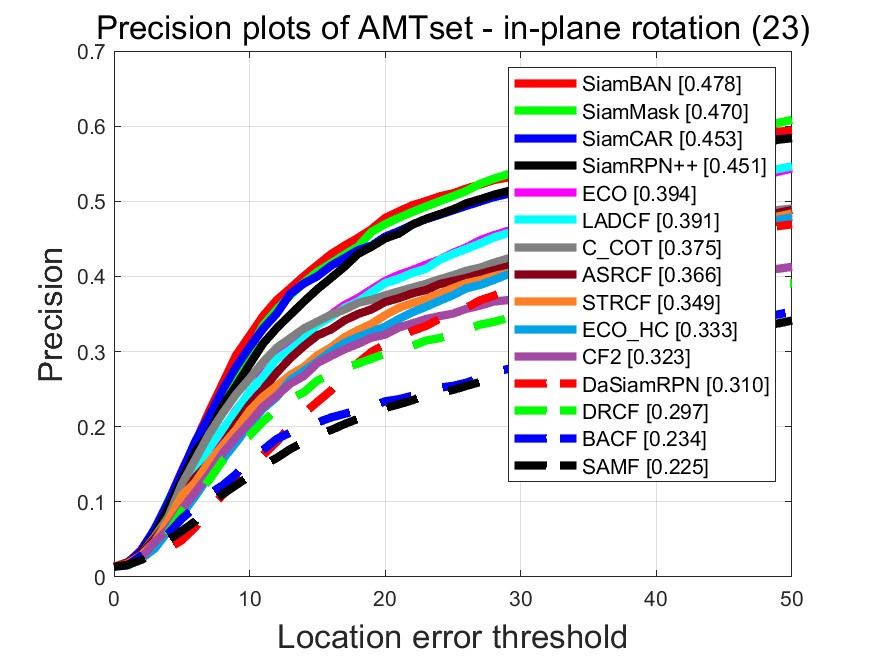 Precision plots of AMTset - in-plane rotation (23)
0.7
0.6
0.5
0.4
0.3
0.2
0.1
0
Precision
SiamBAN [0.478]
SiamMask [0.470]
SiamCAR [0.453]
SiamRPN++ [0.451]
ECO [0.394]
LADCF [0.391]
C_COT [0.375]
ASRCF [0.366]
STRCF [0.349]
ECO_HC [0.333]
CF2 [0.323]
DaSiamRPN [0.310]
DRCF [0.297]
BACF [0.234]
SAMF [0.225]
0 10 20 30 40 50
Location error threshold